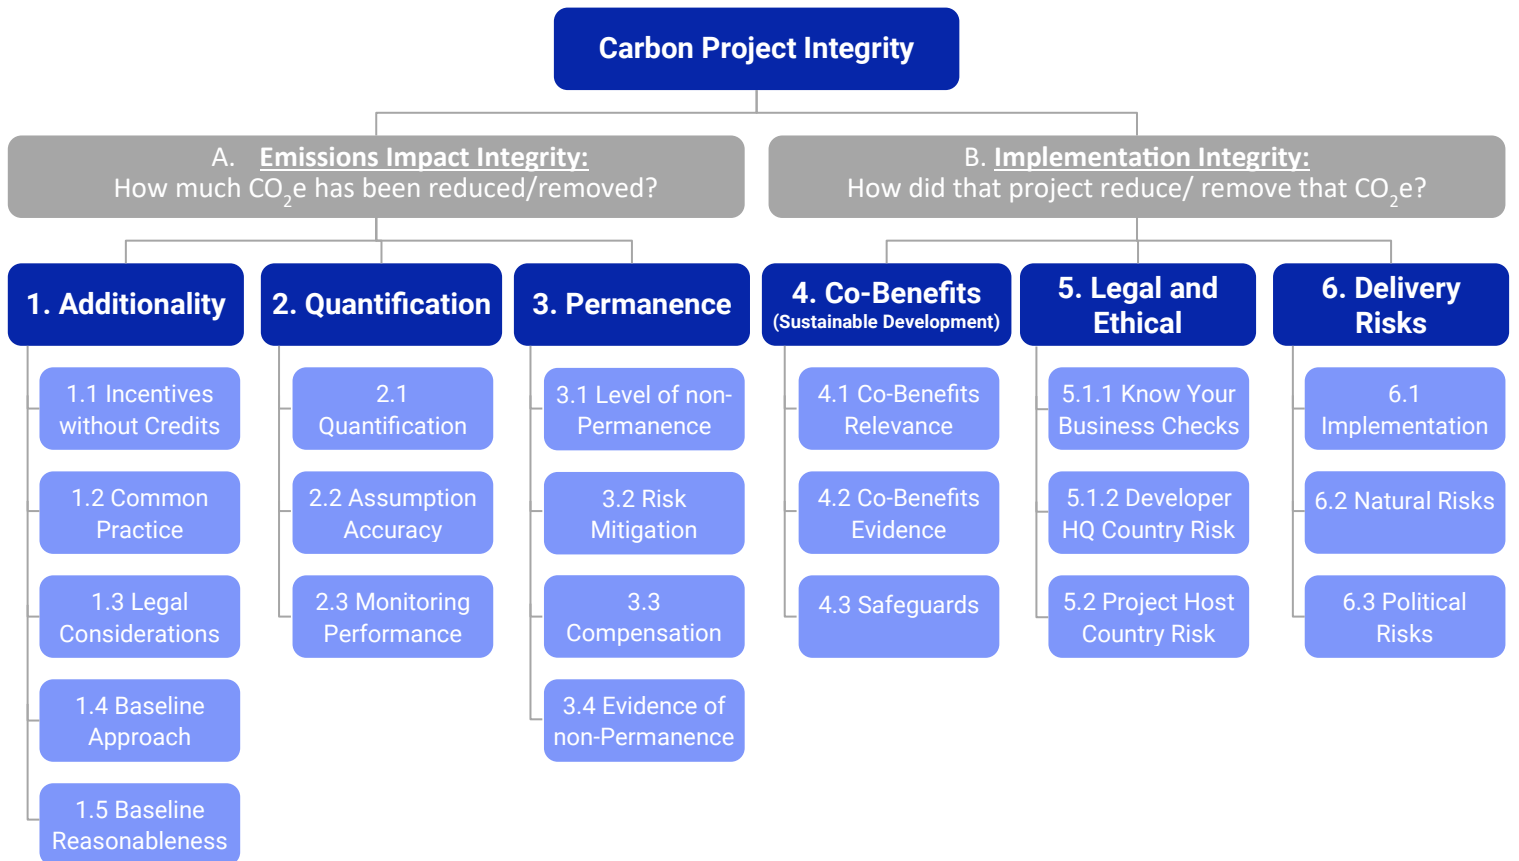 Carbon Project Integrity
A. Emissions Impact Integrity:
How much CO₂e has been reduced/removed?
B. Implementation Integrity:
How did that project reduce/ remove that CO₂e?
1. Additionality
1.1 Incentives
without Credits
1.2 Common
Practice
1.3 Legal
Considerations
1.4 Baseline
Approach
1.5 Baseline
Reasonableness
2. Quantification
2.1
Quantification
2.2 Assumption
Accuracy
2.3 Monitoring
Performance
3. Permanence
3.1 Level of non-
Permanence
3.2 Risk
Mitigation
3.3
Compensation
3.4 Evidence of
non-Permanence
4. Co-Benefits
(Sustainable Development)
4.1 Co-Benefits
Relevance
4.2 Co-Benefits
Evidence
4.3 Safeguards
5. Legal and
Ethical
5.1.1 Know Your
Business Checks
5.1.2 Developer
HQ Country Risk
5.2 Project Host
Country Risk
6. Delivery
Risks
6.1
Implementation
6.2 Natural Risks
6.3 Political
Risks